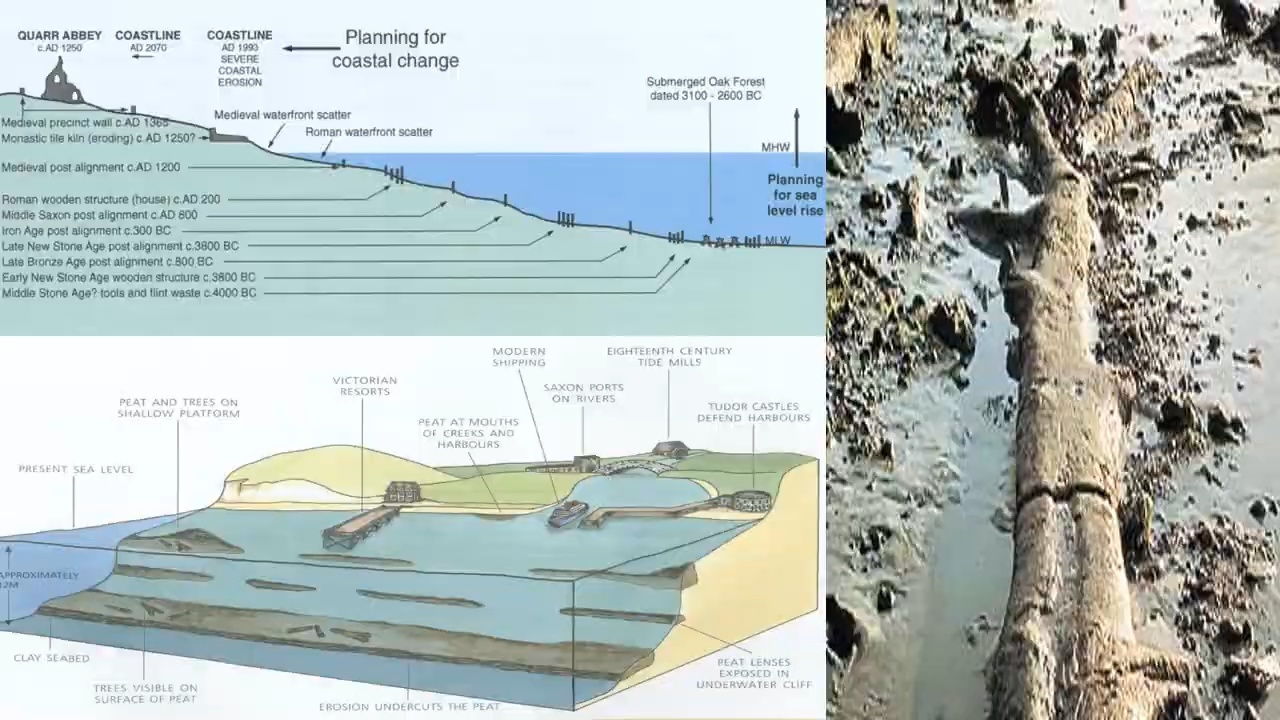 QUARR ABBEY
c.AD 1250
COASTLINE
AD 2070
COASTLINE
AD 1993
SEVERE
COASTAL
EROSION
Planning for
coastal change
Submerged Oak Forest
dated 3100 - 2600 BC
Medieval waterfront scatter
Roman waterfront scatter
MHW
Planning
for sea
level rise
MLW
Medieval precinct wall c.AD 1365
Monastic tile kiln (eroding) c.AD 1250?
Medieval post alignment c.AD 1200
Roman wooden structure (house) c.AD 200
Middle Saxon post alignment c.AD 800
Iron Age post alignment c.300 BC
Late New Stone Age post alignment c.3800 BC
Late Bronze Age post alignment c.800 BC
Early New Stone Age wooden structure c.3800 BC
Middle Stone Age? tools and flint waste c.4000 BC
MODERN
SHIPPING
EIGHTEENTH CENTURY
TIDE MILLS
VICTORIAN
RESORTS
SAXON PORTS
ON RIVERS
PEAT AND TREES ON
SHALLOW PLATFORM
PEAT AT MOUTHS
OF CREEKS AND
HARBOURS
TUDOR CASTLES
DEFEND HARBOURS
PRESENT SEA LEVEL
APPROXIMATELY
12M
CLAY SEABED
TREES VISIBLE ON
SURFACE OF PEAT
EROSION UNDERCUTS THE PEAT
PEAT LENSES
EXPOSED IN
UNDERWATER CLIFF